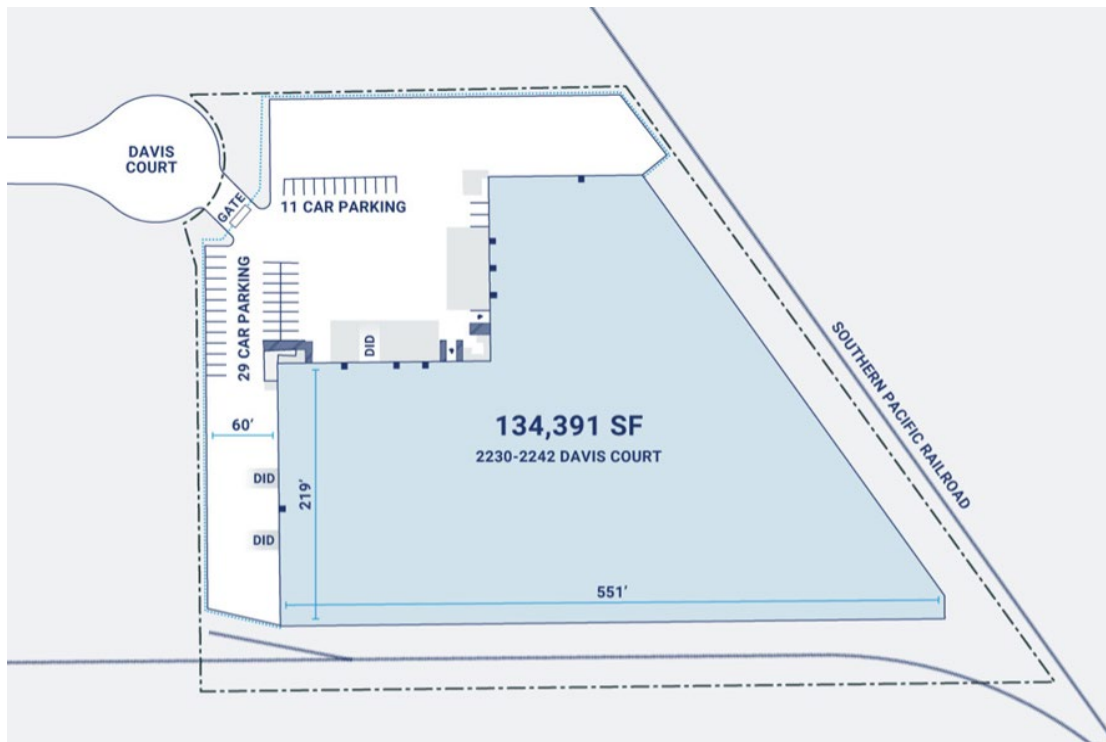 DAVIS
COURT
GATE
11 CAR PARKING
29 CAR PARKING
DID
SOUTHERN PACIFIC RAILROAD
134,391 SF
2230-2242 DAVIS COURT
60’
DID
219’
DID
551’